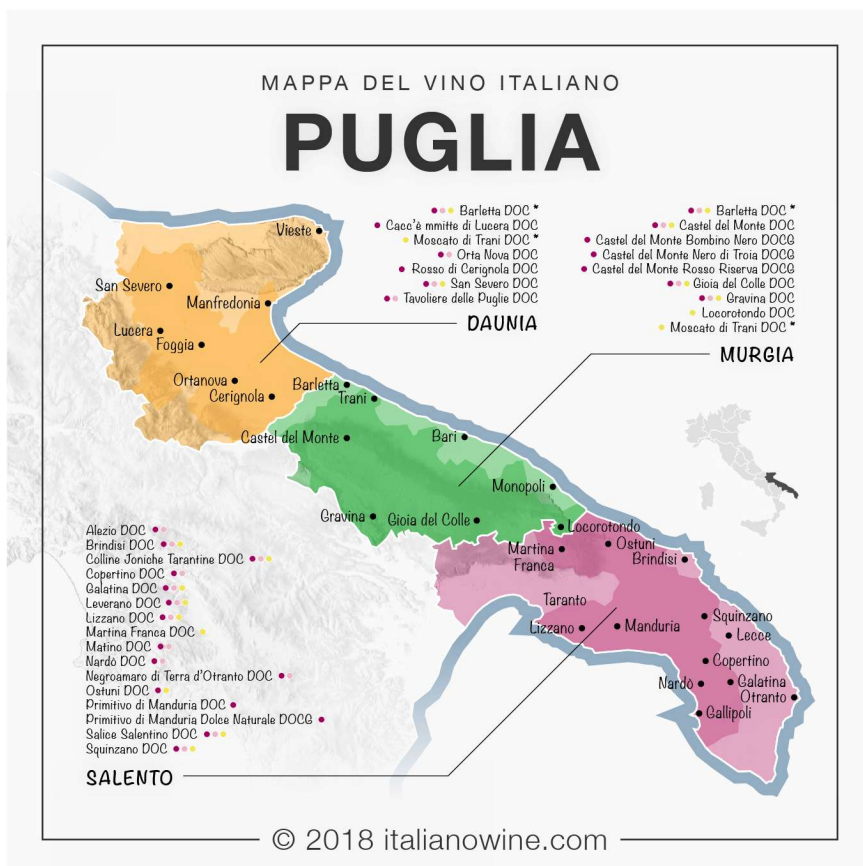 MAPPA DEL VINO ITALIANO
PUGLIA
Barletta DOC *
Cacc'è mmitte di Lucera DOC
Moscato di Trani DOC *
Orta Nova DOC
Rosso di Cerignola DOC
San Severo DOC
Tavoliere delle Puglie DOC
DAUNIA
Barletta DOC *
Castel del Monte DOC
Castel del Monte Bombino Nero DOCG
Castel del Monte Nero di Troia DOCG
Castel del Monte Rosso Riserva DOCG
Gioia del Colle DOC
Gravina DOC
Locorotondo DOC
Moscato di Trani DOC *
MURGIA
Vieste
San Severo
Manfredonia
Lucera
Foggia
Ortanova
Cerignola
Barletta
Trani
Castel del Monte
Bari
Monopoli
Gravina
Gioia del Colle
Locorotondo
Martina
Franca
Ostuni
Brindisi
Taranto
Lizzano
Manduria
Squinzano
Lecce
Copertino
Nardò
Galatina
Otranto
Gallipoli
Alezio DOC
Brindisi DOC
Colline Joniche Tarantine DOC
Copertino DOC
Galatina DOC
Leverano DOC
Lizzano DOC
Martina Franca DOC
Matino DOC
Nardò DOC
Negroamaro di Terra d'Otranto DOC
Ostuni DOC
Primitivo di Manduria DOC
Primitivo di Manduria Dolce Naturale DOCG
Salice Salentino DOC
Squinzano DOC
SALENTO
© 2018 italianowine.com